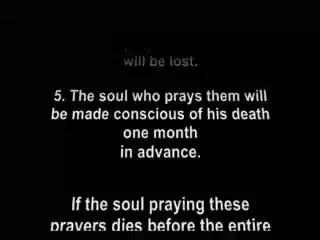 will be lost.
5. The soul who prays them will
be made conscious of his death
one month
in advance.
If the soul praying these
prayers dies before the entire